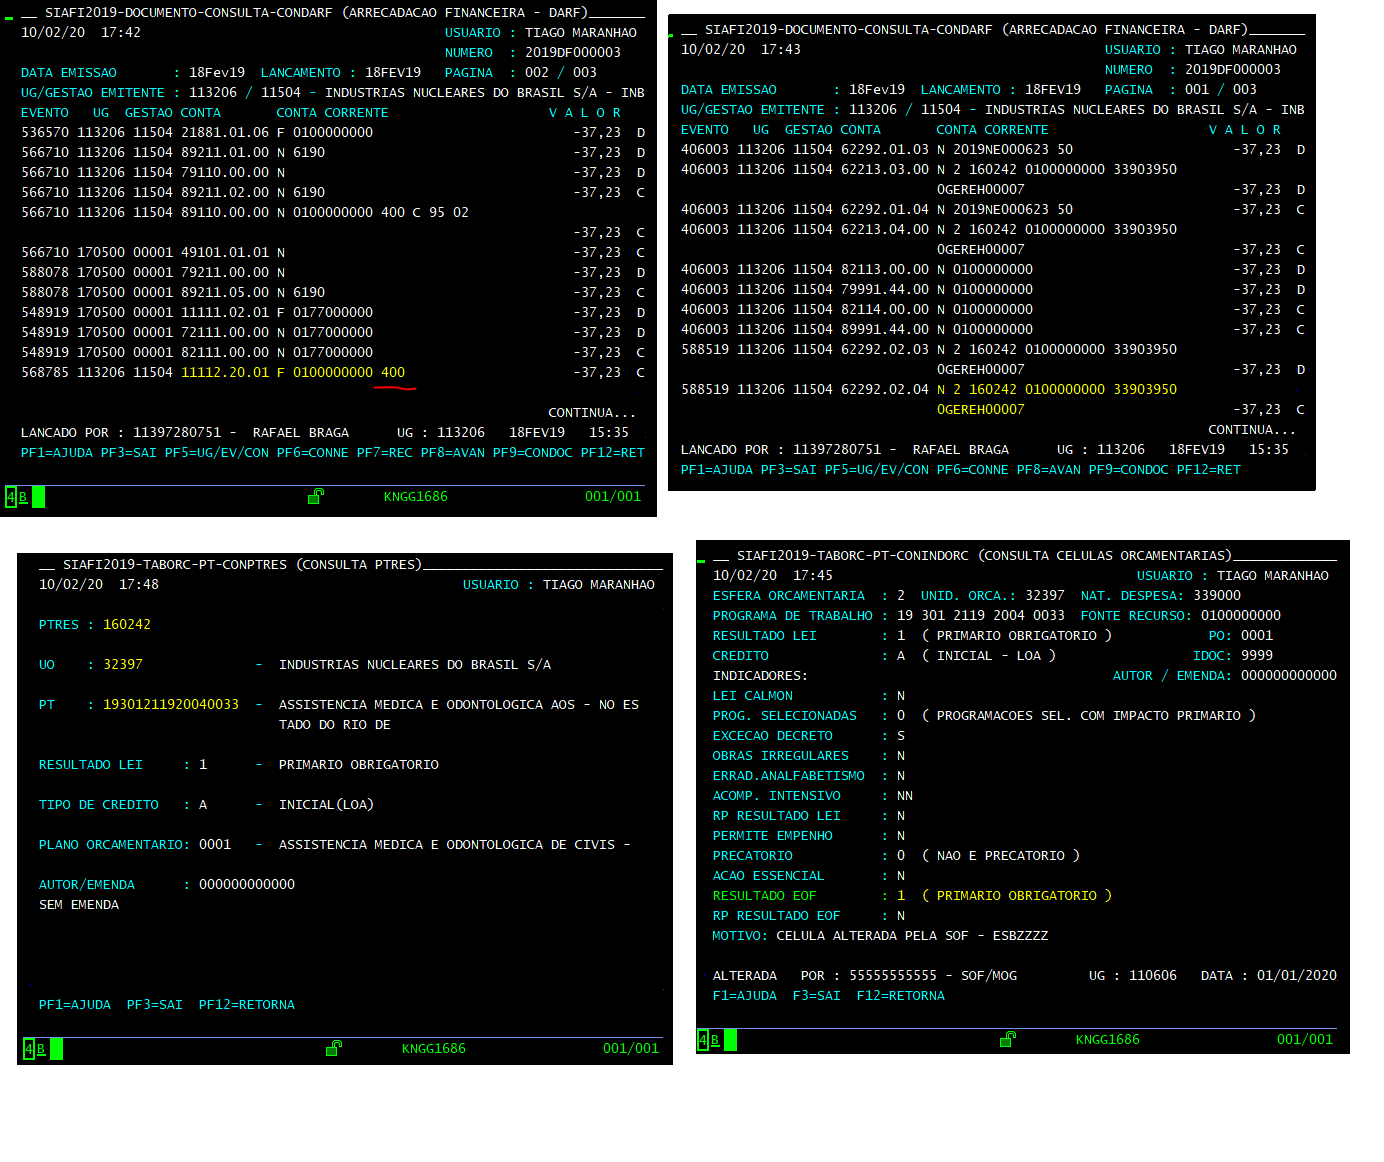 __ SIAFI2019-DOCUMENTO-CONSULTA-CONDARF (ARRECADACAO FINANCEIRA - DARF)_______
10/02/20  17:42 USUARIO : TIAGO MARANHAO
NUMERO  : 2019DF000003
DATA EMISSAO       : 18Fev19  LANCAMENTO : 18FEV19   PAGINA  : 002 / 003
UG/GESTAO EMITENTE : 113206 / 11504 - INDUSTRIAS NUCLEARES DO BRASIL S/A - INB
EVENTO   UG  GESTAO CONTA       CONTA CORRENTE                    V A L O R
536570 113206 11504 21881.01.06 F 0100000000                         -37,23  D
566710 113206 11504 89211.01.00 N 6190                               -37,23  D
566710 113206 11504 79110.00.00 N                                    -37,23  D
566710 113206 11504 89211.02.00 N 6190                               -37,23  C
566710 113206 11504 89110.00.00 N 0100000000 400 C 95 02
-37,23  C
566710 170500 00001 49101.01.01 N                                    -37,23  C
588078 170500 00001 79211.00.00 N                                    -37,23  D
588078 170500 00001 89211.05.00 N 6190                               -37,23  C
548919 170500 00001 11111.02.01 F 0177000000                         -37,23  D
548919 170500 00001 72111.00.00 N 0177000000                         -37,23  D
548919 170500 00001 82111.00.00 N 0177000000                         -37,23  C
568785 113206 11504 11112.20.01 F 0100000000 400                     -37,23  C
CONTINUA...
LANCADO POR : 11397280751 -  RAFAEL BRAGA      UG : 113206   18FEV19   15:35
PF1=AJUDA PF3=SAI PF5=UG/EV/CON PF6=CONNE PF7=REC PF8=AVAN PF9=CONDOC PF12=RET
4 B KNGG1686 001/001
__ SIAFI2019-DOCUMENTO-CONSULTA-CONDARF (ARRECADACAO FINANCEIRA - DARF)_______
10/02/20  17:43 USUARIO : TIAGO MARANHAO
NUMERO  : 2019DF000003
DATA EMISSAO       : 18Fev19  LANCAMENTO : 18FEV19   PAGINA  : 001 / 003
UG/GESTAO EMITENTE : 113206 / 11504 - INDUSTRIAS NUCLEARES DO BRASIL S/A - INB
EVENTO   UG  GESTAO CONTA       CONTA CORRENTE                    V A L O R
406003 113206 11504 62292.01.03 N 2019NE000623 50                    -37,23  D
406003 113206 11504 62213.03.00 N 2 160242 0100000000 33903950
0GEREH00007                          -37,23  D
406003 113206 11504 62292.01.04 N 2019NE000623 50                    -37,23  C
406003 113206 11504 62213.04.00 N 2 160242 0100000000 33903950
0GEREH00007                          -37,23  C
406003 113206 11504 82113.00.00 N 0100000000                         -37,23  D
406003 113206 11504 79991.44.00 N 0100000000                         -37,23  D
406003 113206 11504 82114.00.00 N 0100000000                         -37,23  C
406003 113206 11504 89991.44.00 N 0100000000                         -37,23  C
588519 113206 11504 62292.02.03 N 2 160242 0100000000 33903950
0GEREH00007                          -37,23  D
588519 113206 11504 62292.02.04 N 2 160242 0100000000 33903950
0GEREH00007                          -37,23  C
CONTINUA...
LANCADO POR : 11397280751 -  RAFAEL BRAGA      UG : 113206   18FEV19   15:35
PF1=AJUDA PF3=SAI PF5=UG/EV/CON PF6=CONNE PF8=AVAN PF9=CONDOC PF12=RET
__ SIAFI2019-TABORC-PT-CONPTRES (CONSULTA PTRES)______________________________
10/02/20  17:48 USUARIO : TIAGO MARANHAO
PTRES : 160242
UO    : 32397              -  INDUSTRIAS NUCLEARES DO BRASIL S/A
PT    : 19301211920040033  -  ASSISTENCIA MEDICA E ODONTOLOGICA AOS - NO ES
TADO DO RIO DE
RESULTADO LEI     : 1      -  PRIMARIO OBRIGATORIO
TIPO DE CREDITO   : A      -  INICIAL(LOA)
PLANO ORCAMENTARIO: 0001   -  ASSISTENCIA MEDICA E ODONTOLOGICA DE CIVIS -
AUTOR/EMENDA      : 000000000000
SEM EMENDA
PF1=AJUDA  PF3=SAI  PF12=RETORNA
4 B KNGG1686 001/001
__ SIAFI2019-TABORC-PT-CONINDORC (CONSULTA CELULAS ORCAMENTARIAS)_____________
10/02/20  17:45 USUARIO : TIAGO MARANHAO
ESFERA ORCAMENTARIA  : 2  UNID. ORCA.: 32397  NAT. DESPESA: 339000
PROGRAMA DE TRABALHO : 19 301 2119 2004 0033  FONTE RECURSO: 0100000000
RESULTADO LEI        : 1  ( PRIMARIO OBRIGATORIO )            PO: 0001
CREDITO              : A  ( INICIAL - LOA )                 IDOC: 9999
INDICADORES:                                      AUTOR / EMENDA: 000000000000
LEI CALMON           : N
PROG. SELECIONADAS   : 0  ( PROGRAMACOES SEL. COM IMPACTO PRIMARIO )
EXCECAO DECRETO      : S
OBRAS IRREGULARES    : N
ERRAD.ANALFABETISMO  : N
ACOMP. INTENSIVO     : NN
RP RESULTADO LEI     : N
PERMITE EMPENHO      : N
PRECATORIO           : 0  ( NAO E PRECATORIO )
ACAO ESSENCIAL       : N
RESULTADO EOF        : 1  ( PRIMARIO OBRIGATORIO )
RP RESULTADO EOF     : N
MOTIVO: CELULA ALTERADA PELA SOF - ESBZZZZ
ALTERADA   POR : 55555555555 - SOF/MOG         UG : 110606   DATA : 01/01/2020
F1=AJUDA  F3=SAI  F12=RETORNA
4 B KNGG1686 001/001